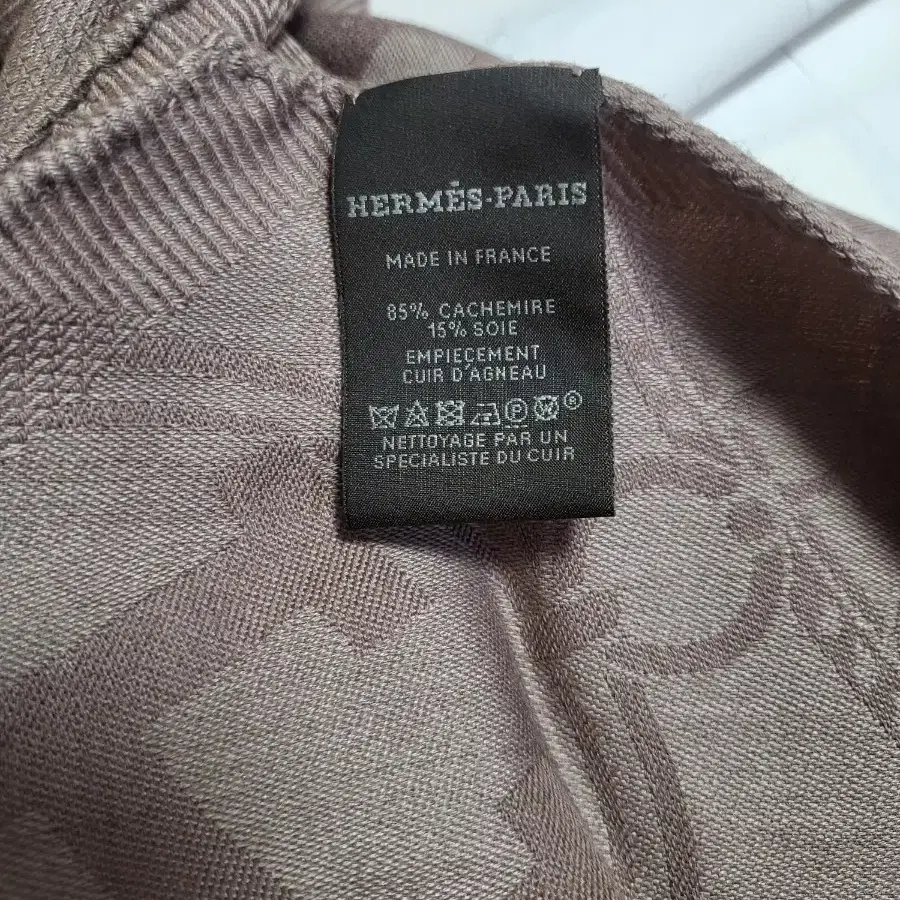 HERMÈS-PARIS
MADE IN FRANCE
85% CACHEMIRE
15% SOIE
EMPIECEMENT
CUIR D'AGNEAU
P W
NETTOYAGE PAR UN
SPECIALISTE DU CUIR